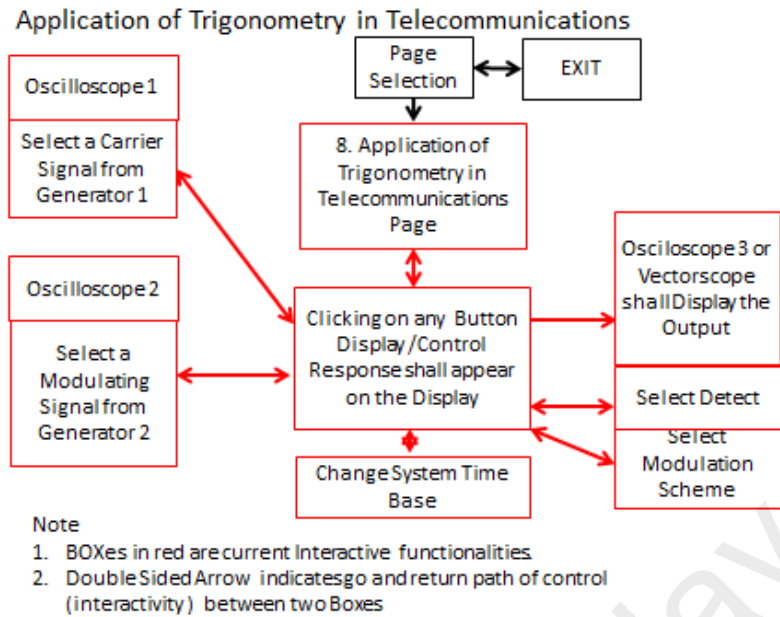 Application of Trigonometry in Telecommunications
Page
Selection
EXIT
Oscilloscope 1
Select a Carrier
Signal from
Generator 1
8. Application of
Trigonometry in
Telecommunications
Page
Oscilloscope 2
Select a
Modulating
Signal from
Generator 2
Clicking on any Button
Display/Control
Response shall appear
on the Display
Osciloscope 3 or
Vectorscope
shall Display the
Output
Select Detect
Select
Modulation
Scheme
Change System Time
Base
Note
1. BOXes in red are current Interactive functionalities.
2. Double Sided Arrow indicates go and return path of control
(interactivity) between two Boxes